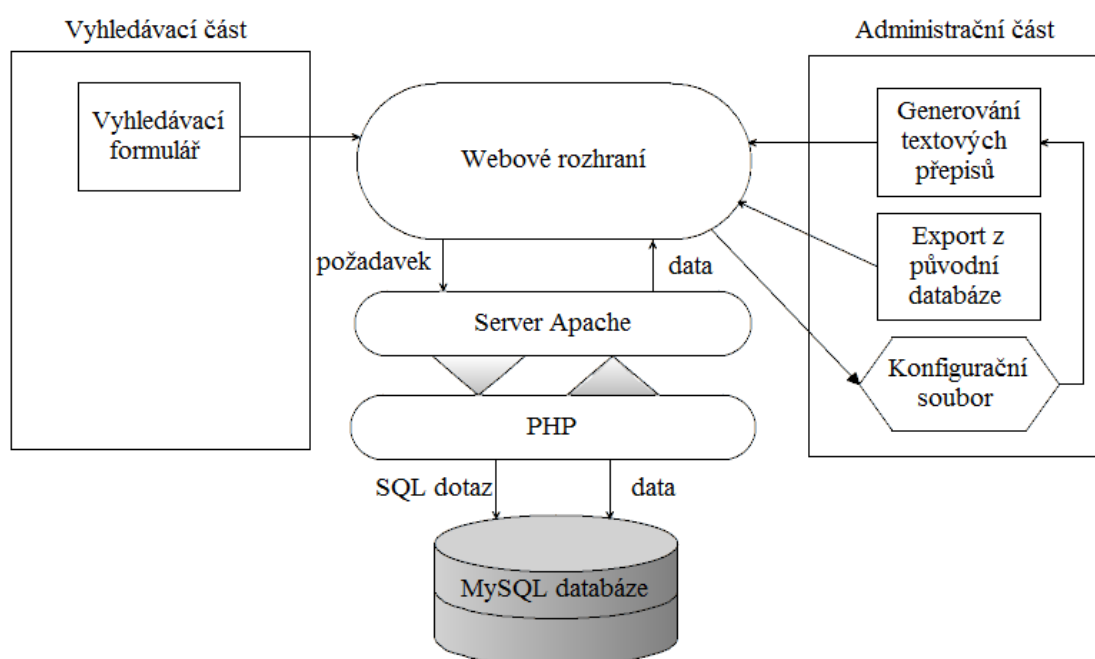 Vyhledávací část
Administrační část
Vyhledávací
formulář
Webové rozhraní
Generování
textových
přepisů
Export z
původní
databáze
požadavek
data
Server Apache
Konfigurační
soubor
PHP
SQL dotaz
data
MySQL databáze